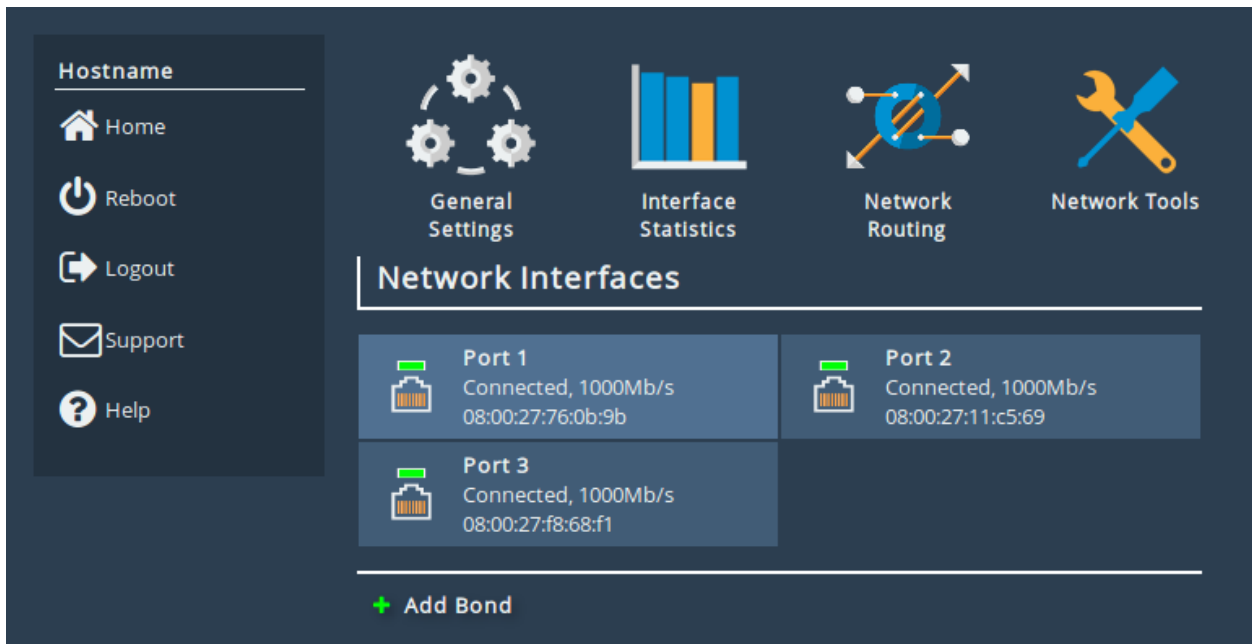 Hostname
Home
Reboot
Logout
Support
Help
General
Settings
Interface
Statistics
Network
Routing
Network Tools
Network Interfaces
Port 1
Connected, 1000Mb/s
08:00:27:76:0b:9b
Port 2
Connected, 1000Mb/s
08:00:27:11:c5:69
Port 3
Connected, 1000Mb/s
08:00:27:f8:68:f1
+ Add Bond